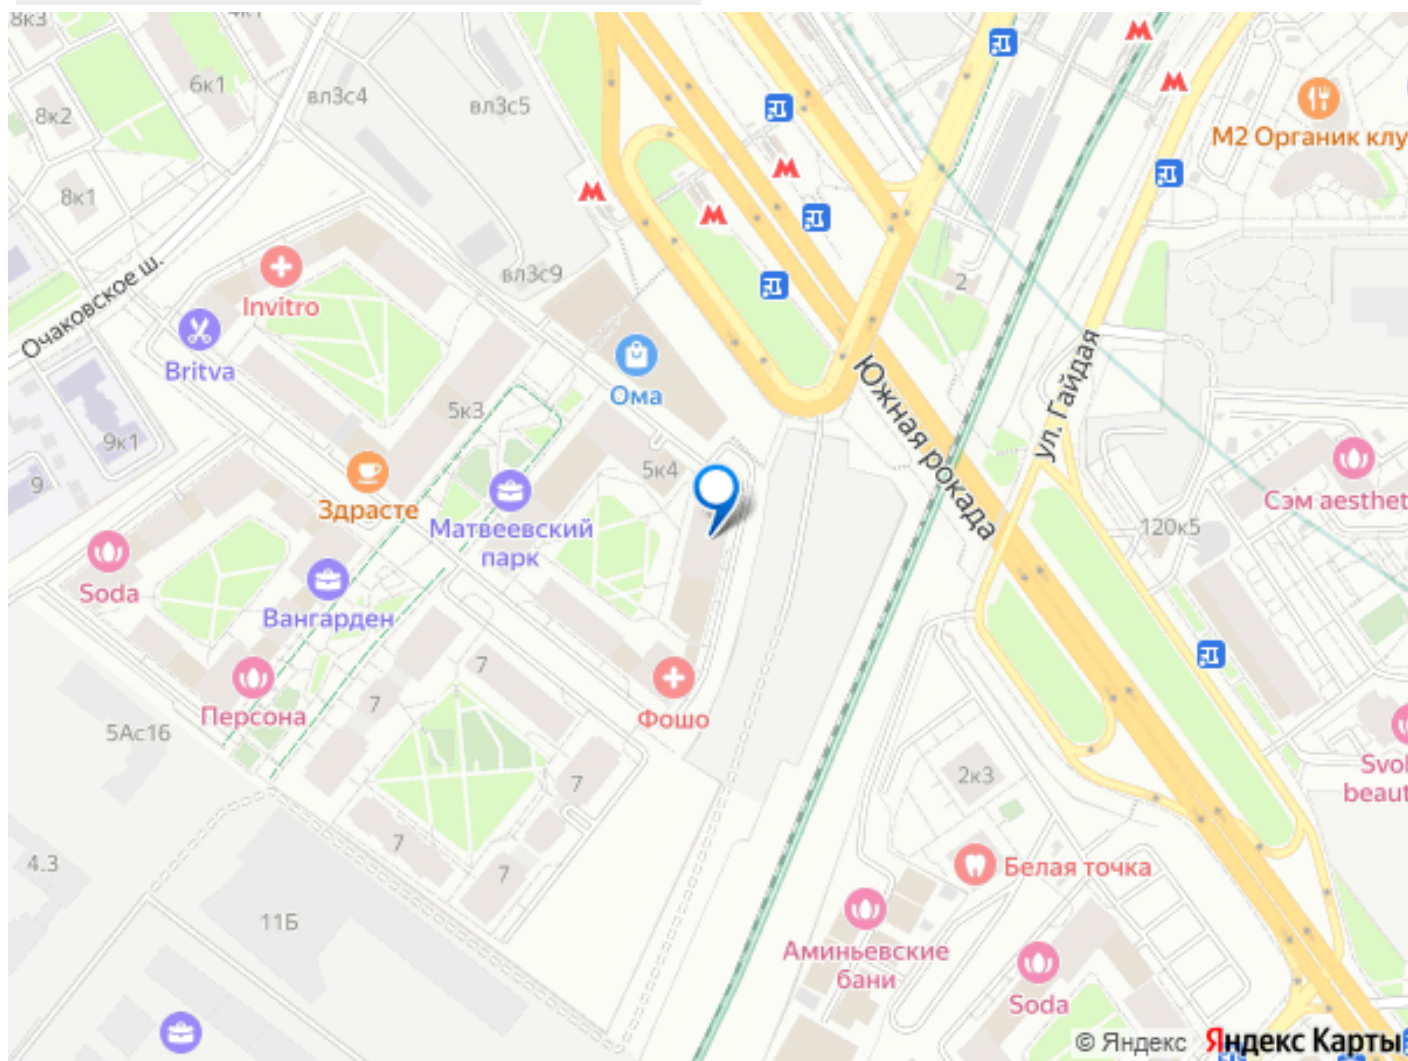 8к3
4к1
6к1
вл3с4
вл3с5
8к2
М2 Органик клу
8к1
вл3с9
2
Очаковское ш.
Invitro
Britva
Ома
Южная рокада
ул. Гайдая
5к3
9к1
9
5к4
Здрасте
Матвеевский
парк
Сэм aesthet
120к5
Soda
Вангарден
7
Фошо
Персона
7
5Ас16
7
2к3
Svol
beaut
7
4.3
7
Белая точка
11Б
Аминьевские
бани
Soda
© Яндекс Яндекс Карты